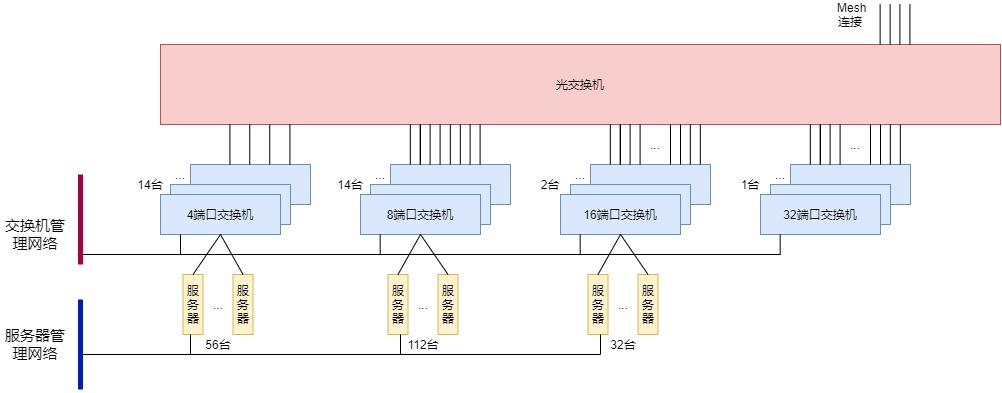 Mesh
连接
光交换机
...
...
...
...
...
...
14台
14台
2台
1台
4端口交换机
8端口交换机
16端口交换机
32端口交换机
交换机管
理网络
服务器
...
服务器
服务器
...
服务器
服务器
...
服务器
服务器管
理网络
56台
112台
32台